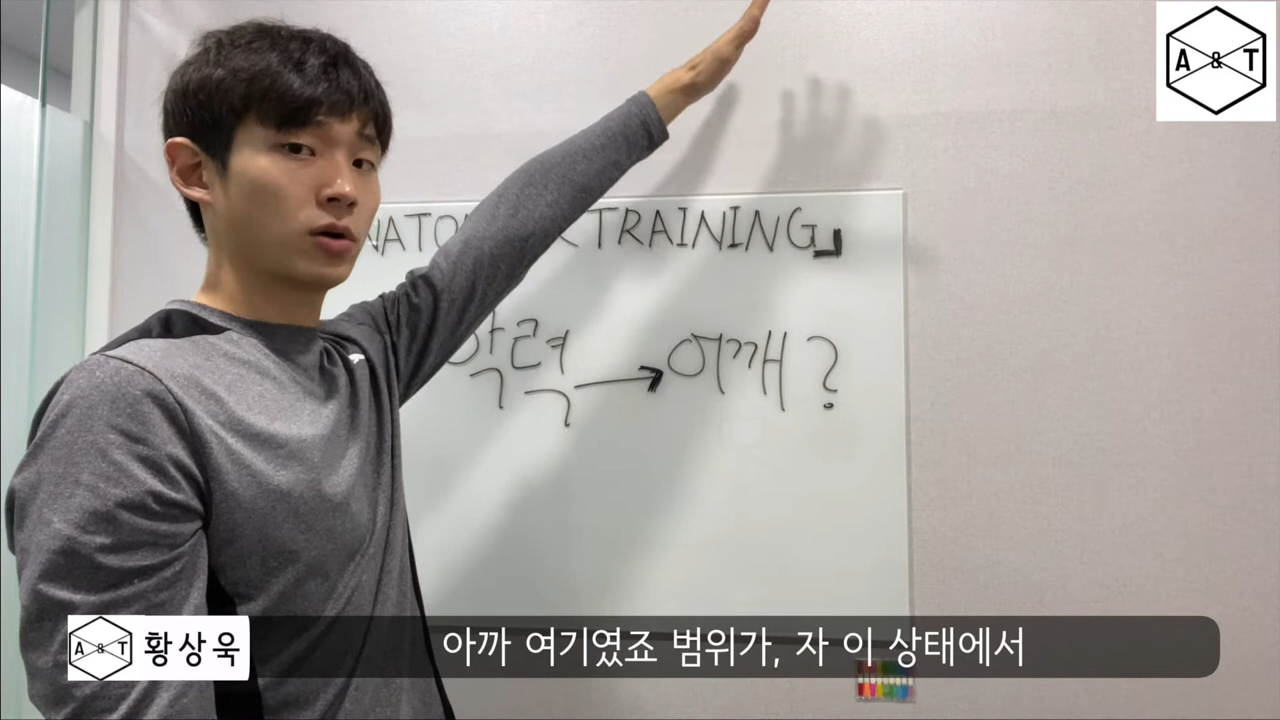 A & T
TRAINING」
악력 → 어깨 ?
A & T 황상욱
아까 여기였죠 범위가, 자 이 상태에서